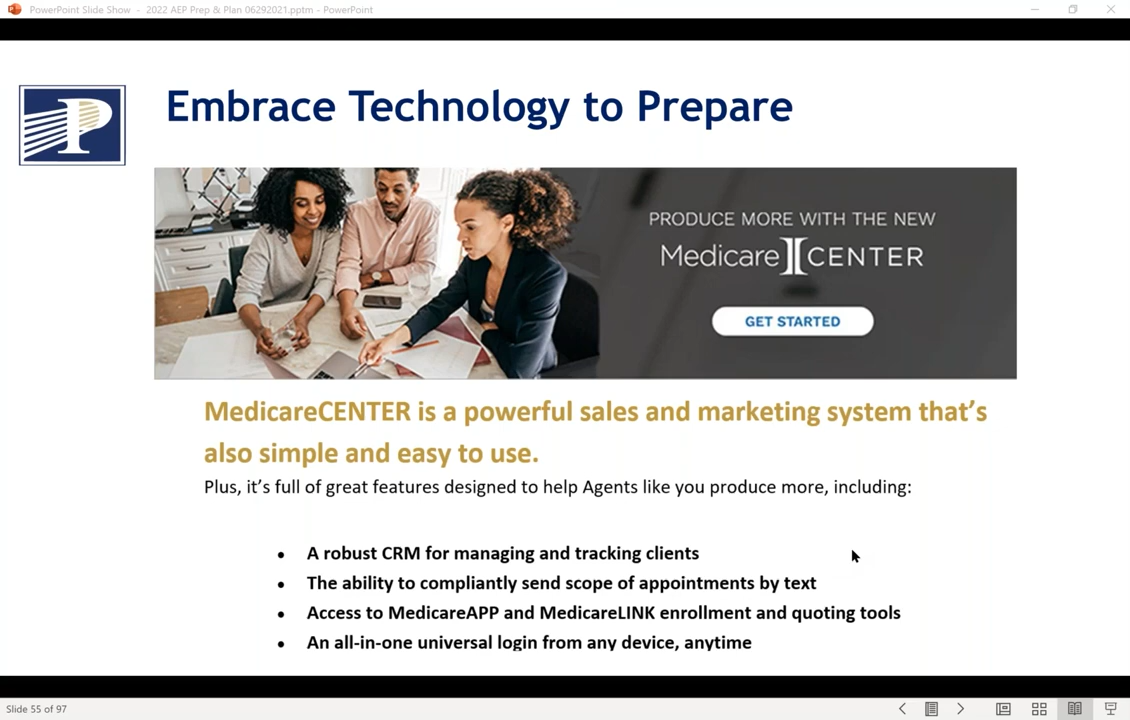 PowerPoint Slide Show - 2022 AEP Prep & Plan 06292021.pptm - PowerPoint
P
Embrace Technology to Prepare
PRODUCE MORE WITH THE NEW
Medicare CENTER
GET STARTED
MedicareCENTER is a powerful sales and marketing system that's
also simple and easy to use.
Plus, it's full of great features designed to help Agents like you produce more, including:
• A robust CRM for managing and tracking clients
• The ability to compliantly send scope of appointments by text
• Access to MedicareAPP and MedicareLINK enrollment and quoting tools
• An all-in-one universal login from any device, anytime
Slide 55 of 97